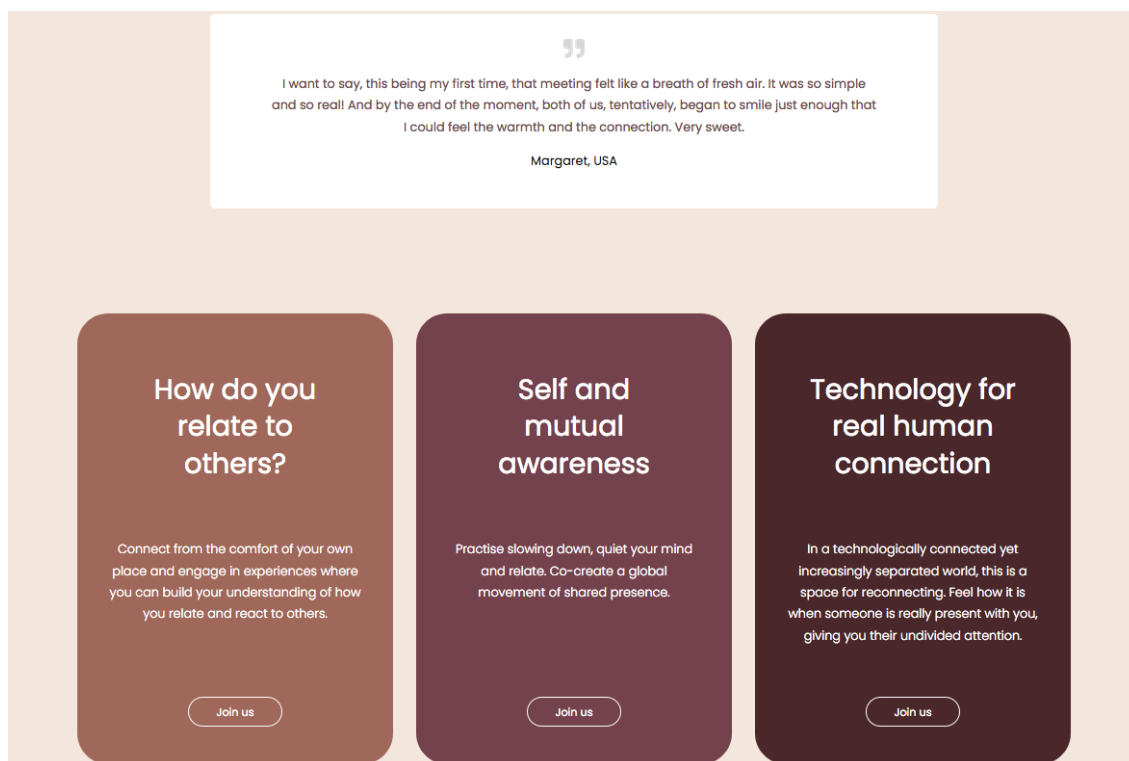 ”
I want to say, this being my first time, that meeting felt like a breath of fresh air. It was so simple
and so real! And by the end of the moment, both of us, tentatively, began to smile just enough that
I could feel the warmth and the connection. Very sweet.
Margaret, USA
How do you
relate to
others?
Connect from the comfort of your own
place and engage in experiences where
you can build your understanding of how
you relate and react to others.
Join us
Self and
mutual
awareness
Practise slowing down, quiet your mind
and relate. Co-create a global
movement of shared presence.
Join us
Technology for
real human
connection
In a technologically connected yet
increasingly separated world, this is a
space for reconnecting. Feel how it is
when someone is really present with you,
giving you their undivided attention.
Join us